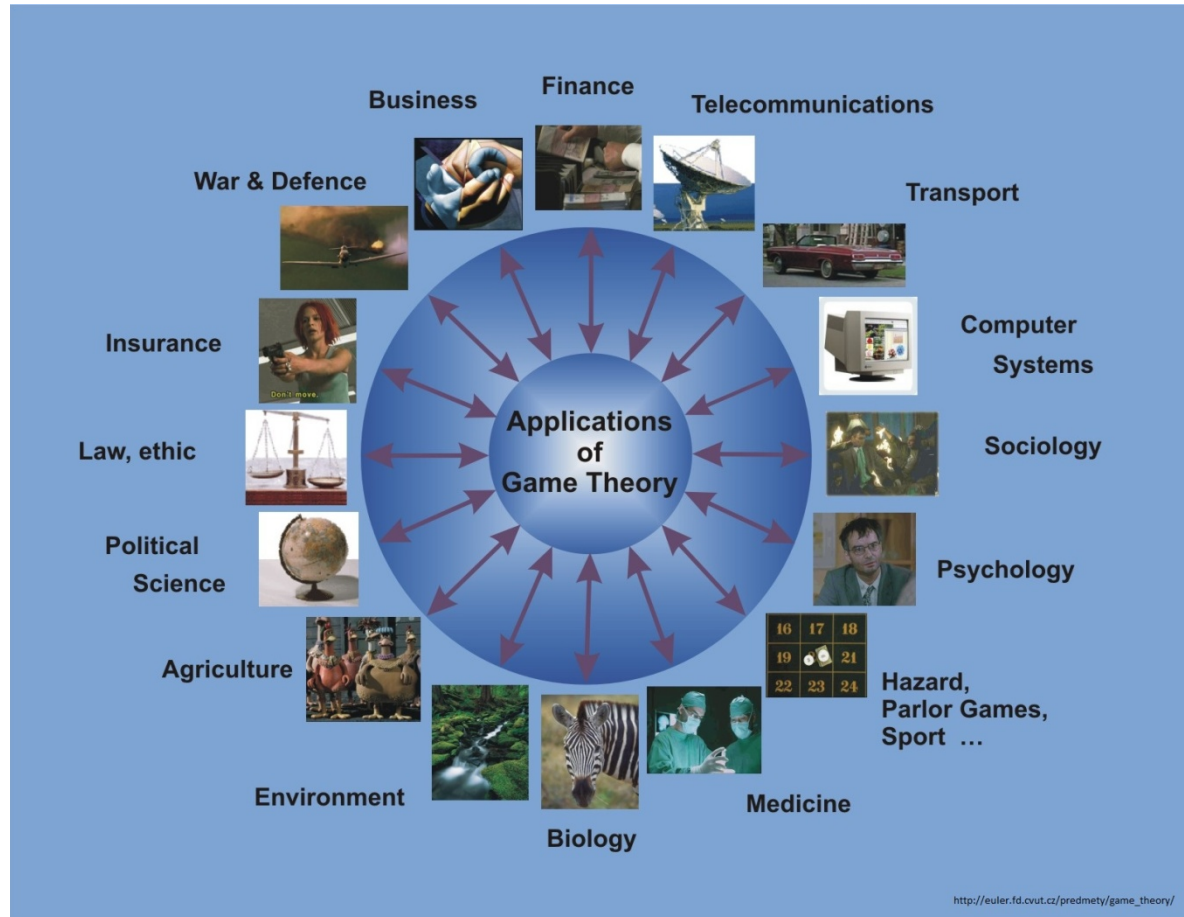 Business
Finance
Telecommunications
War & Defence
Transport
Insurance
Don't move.
Computer
Systems
Law, ethic
Applications
of
Game Theory
Sociology
Political
Science
Psychology
16 17 18
19 21
22 23 24
Agriculture
Hazard,
Parlor Games,
Sport ...
Environment
Medicine
Biology
http://euler.fd.cvut.cz/predmety/game_theory/